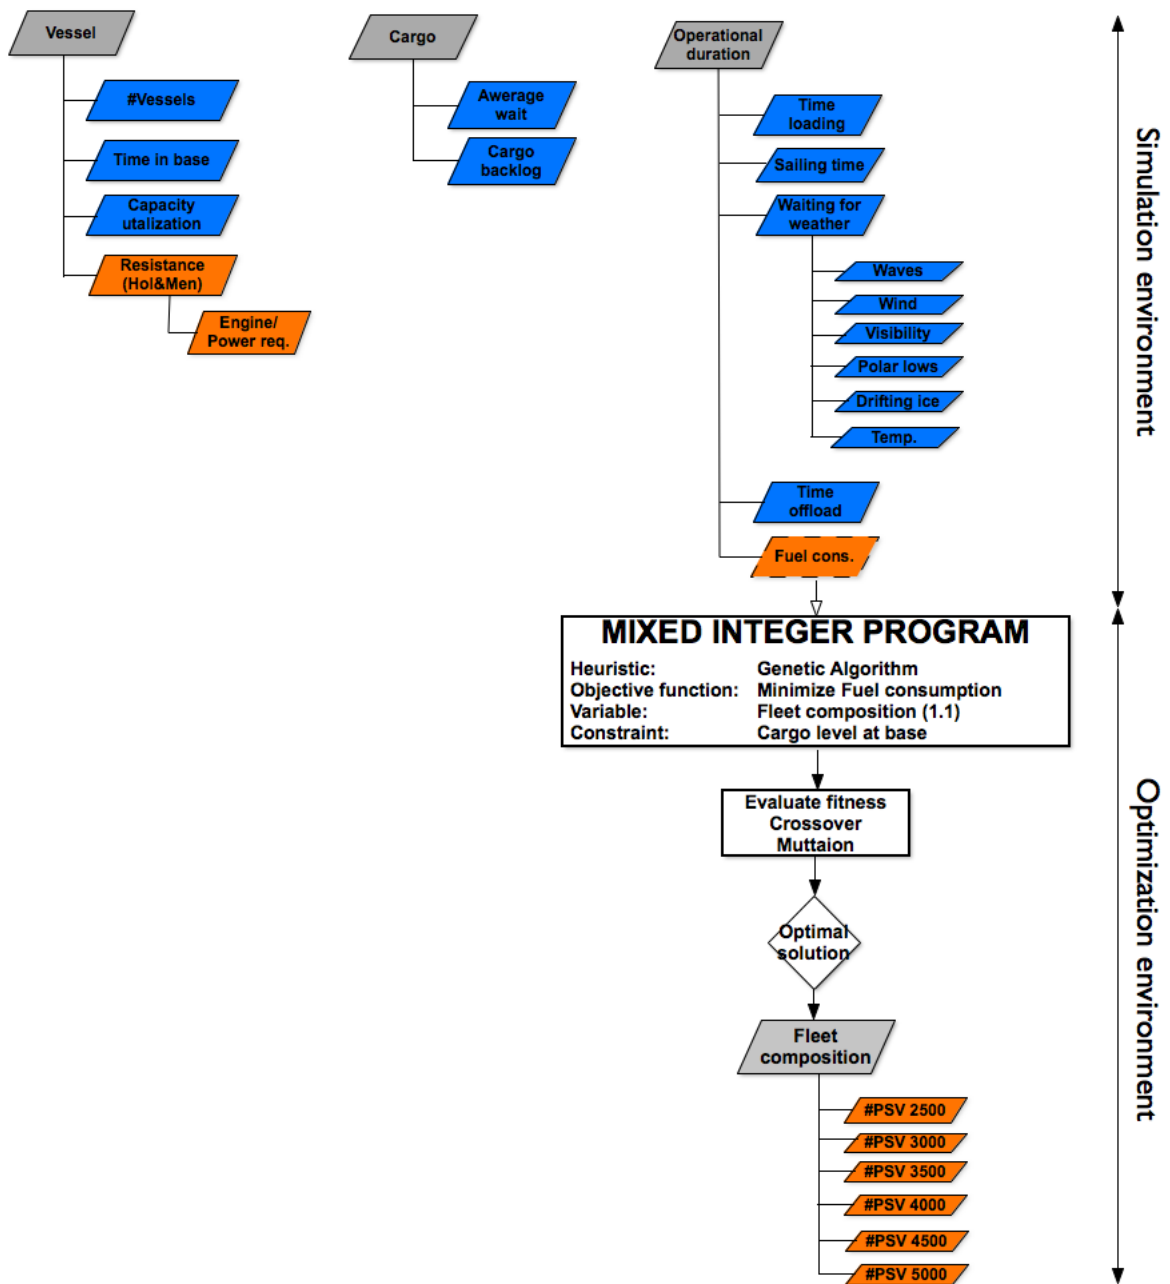 Vessel
#Vessels
Time in base
Capacity
utalization
Resistance
(Hol&Men)
Engine/
Power req.
Cargo
Awerage
wait
Cargo
backlog
Operational
duration
Time
loading
Sailing time
Waiting for
weather
Waves
Wind
Visibility
Polar lows
Drifting ice
Temp.
Time
offload
Fuel cons.
Simulation environment
MIXED INTEGER PROGRAM
Heuristic: Genetic Algorithm
Objective function: Minimize Fuel consumption
Variable: Fleet composition (1.1)
Constraint: Cargo level at base
Evaluate fitness
Crossover
Muttaion
Optimal
solution
Fleet
composition
#PSV 2500
#PSV 3000
#PSV 3500
#PSV 4000
#PSV 4500
#PSV 5000
Optimization environment